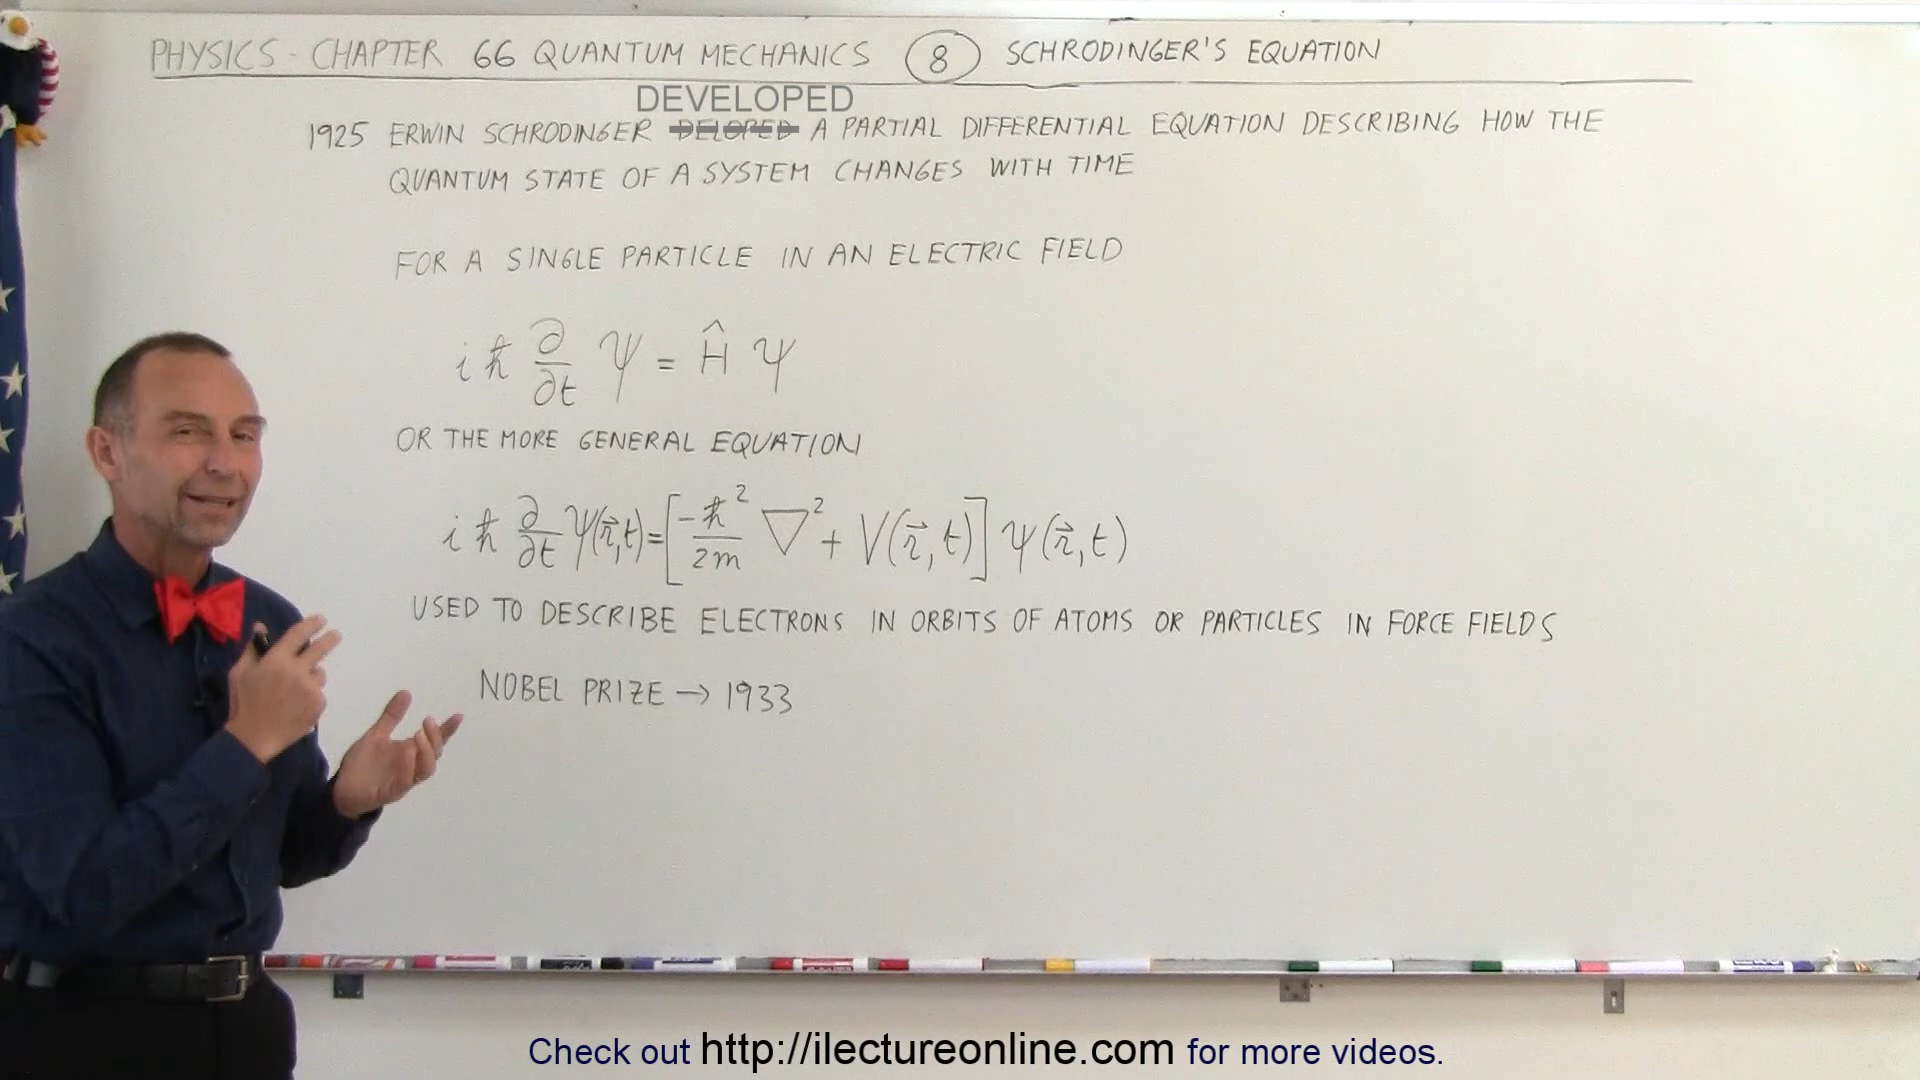 PHYSICS - CHAPTER 66 QUANTUM MECHANICS 8 SCHRODINGER'S EQUATION
DEVELOPED
1925 ERWIN SCHRODINGER DELOPED A PARTIAL DIFFERENTIAL EQUATION DESCRIBING HOW THE
QUANTUM STATE OF A SYSTEM CHANGES WITH TIME
FOR A SINGLE PARTICLE IN AN ELECTRIC FIELD
i ħ ∂/∂t Ψ = Ĥ Ψ
OR THE MORE GENERAL EQUATION
i ħ ∂/∂t Ψ(r⃗,t) = [-ħ²/2m ∇² + V(r⃗,t)] Ψ(r⃗,t)
USED TO DESCRIBE ELECTRONS IN ORBITS OF ATOMS OR PARTICLES IN FORCE FIELDS
NOBEL PRIZE → 1933
Check out http://ilectureonline.com for more videos.